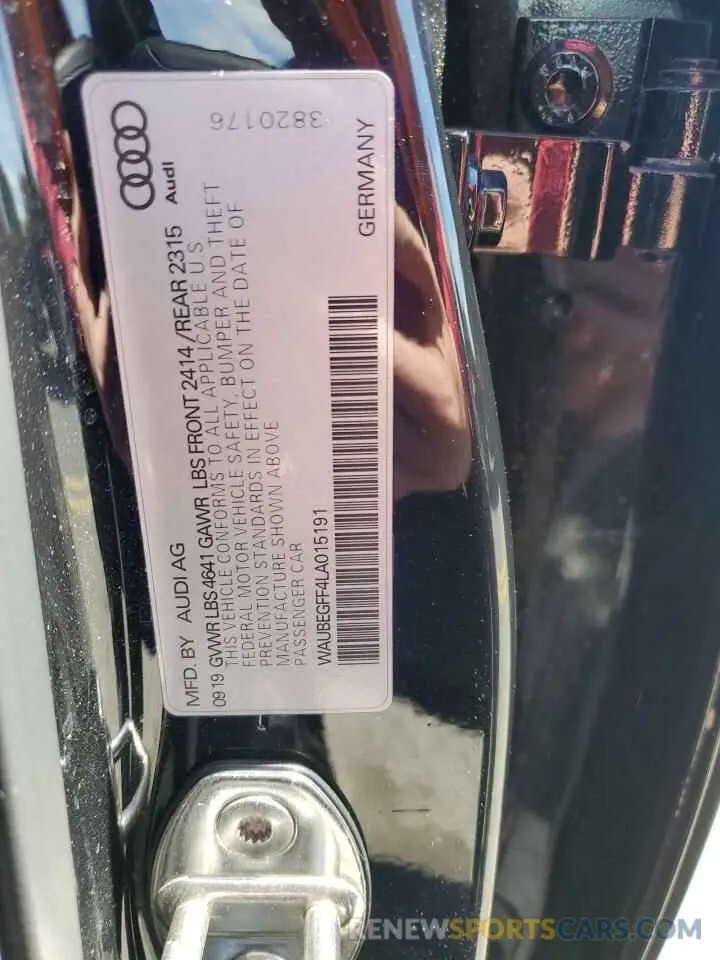 3820176
Audi
MFD. BY AUDI AG
09 19 GVWR LBS 4641 GAWR LBS FRONT 2414 /REAR 2315
THIS VEHICLE CONFORMS TO ALL APPLICABLE U S
FEDERAL MOTOR VEHICLE SAFETY, BUMPER AND THEFT
PREVENTION STANDARDS IN EFFECT ON THE DATE OF
MANUFACTURE SHOWN ABOVE
PASSENGER CAR
WAUBEGFF4LA015191
GERMANY
RENEWSPORTSCARS.COM